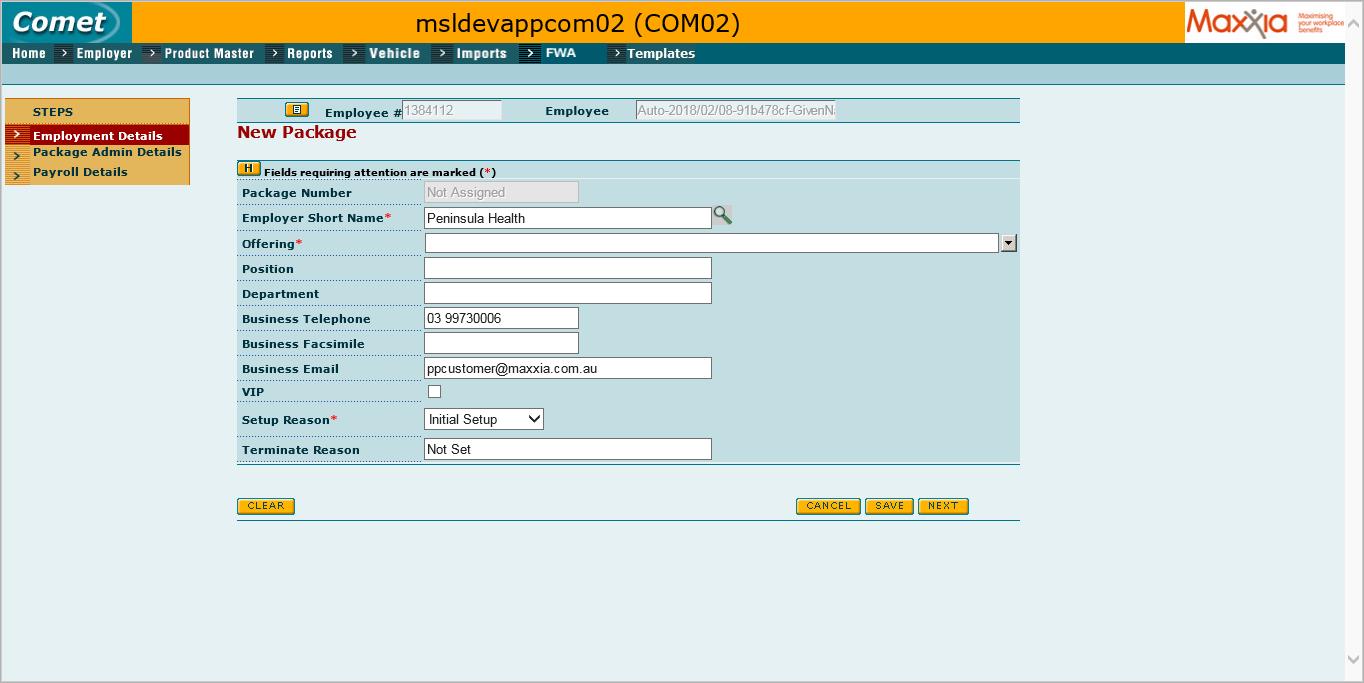 Comet
msldevappcom02 (COM02)
MaXXia Maximising your workplace benefits
Home Employer Product Master Reports Vehicle Imports FWA Templates
STEPS
Employment Details
Package Admin Details
Payroll Details
Employee # 1384112 Employee Auto-2018/02/08-91b478cf-GivenNa
New Package
H Fields requiring attention are marked (*)
Package Number Not Assigned
Employer Short Name* Peninsula Health
Offering*
Position
Department
Business Telephone 03 99730006
Business Facsimile
Business Email ppcustomer@maxxia.com.au
VIP
Setup Reason* Initial Setup
Terminate Reason Not Set
CLEAR CANCEL SAVE NEXT